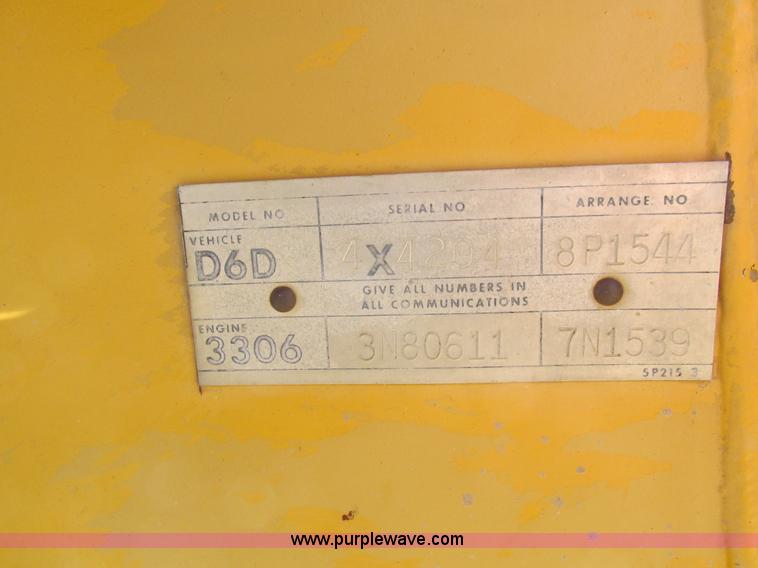 MODEL NO SERIAL NO ARRANGE. NO
VEHICLE
D6D 4X4204 8P1544
GIVE ALL NUMBERS IN
ALL COMMUNICATIONS
ENGINE
3306 3N80611 7N1539
5P215 3
www.purplewave.com